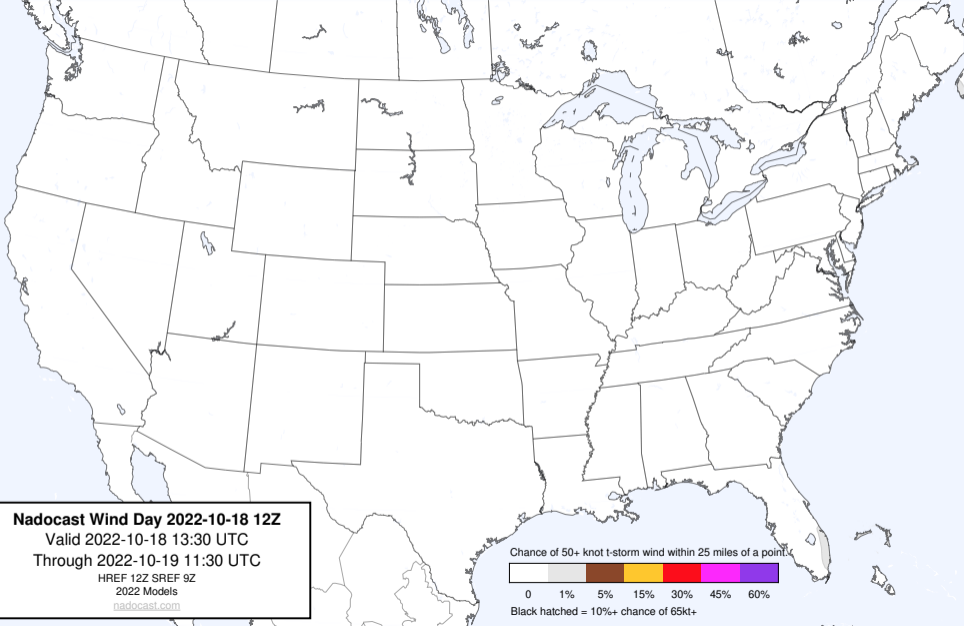 Nadocast Wind Day 2022-10-18 12Z
Valid 2022-10-18 13:30 UTC
Through 2022-10-19 11:30 UTC
HREF 12Z SREF 9Z
2022 Models
nadocast.com
Chance of 50+ knot t-storm wind within 25 miles of a point.
0 1% 5% 15% 30% 45% 60%
Black hatched = 10%+ chance of 65kt+